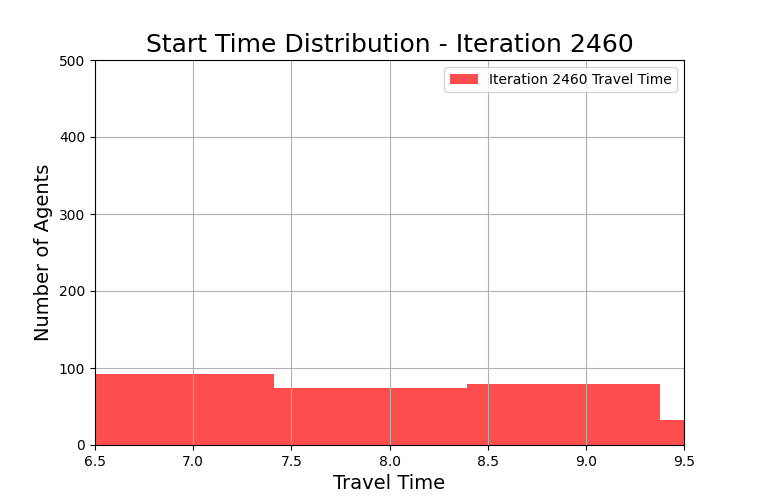 Start Time Distribution - Iteration 2460
500
400
300
200
100
0
Number of Agents
Iteration 2460 Travel Time
6.5 7.0 7.5 8.0 8.5 9.0 9.5
Travel Time